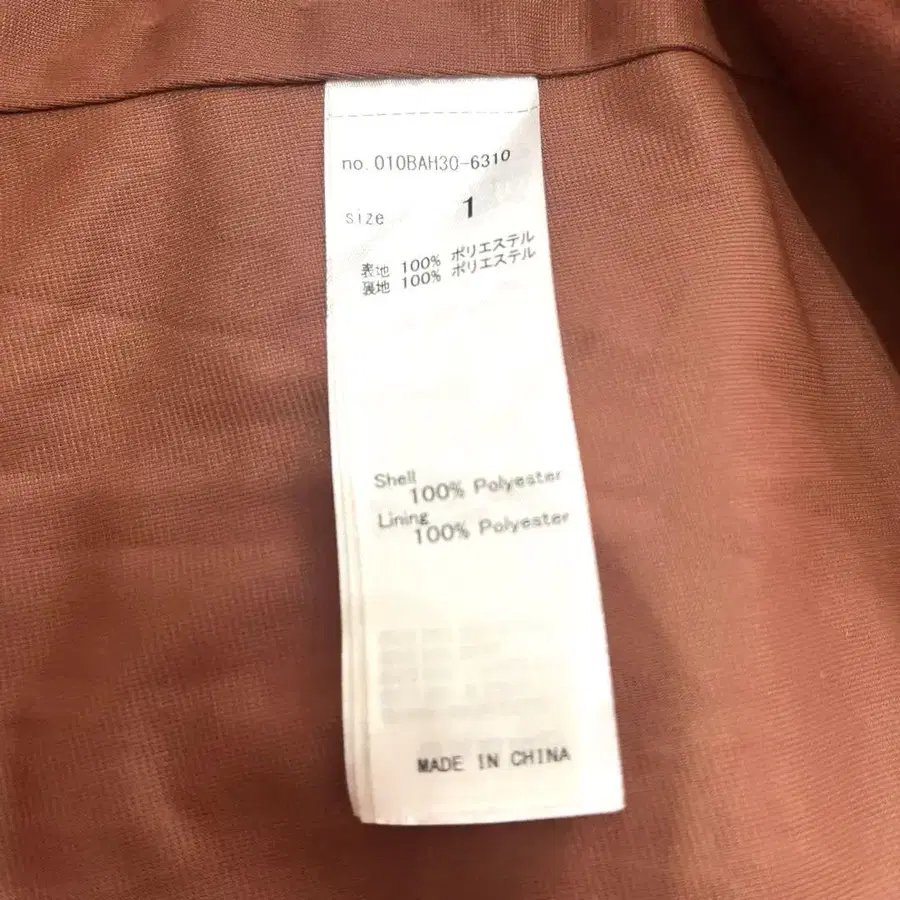 no. 010BAH30-6310
size 1
表地 100% ポリエステル
裏地 100% ポリエステル
Shell
100% Polyester
Lining
100% Polyester
MADE IN CHINA